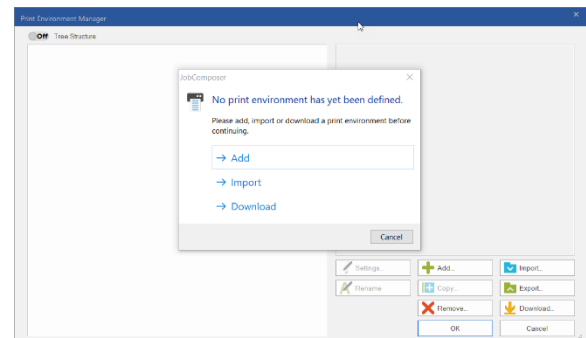 Print Environment Manager
Off Tree Structure
JobComposer
No print environment has yet been defined.
Please add, import or download a print environment before
continuing.
→ Add
→ Import
→ Download
Cancel
Settings... Add... Import...
Rename Copy... Export...
Remove... Download...
OK Cancel